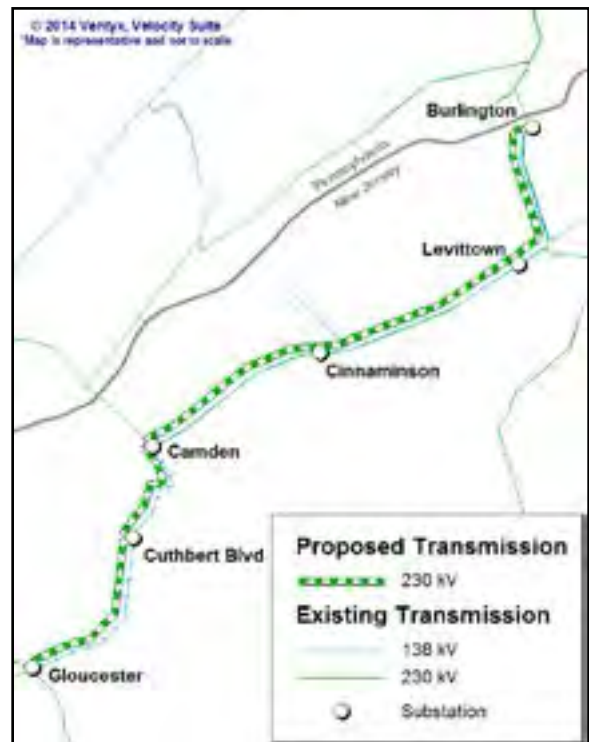 © 2014 Ventyx, Velocity Suite
*Map is representative and not to scale
Burlington
Pennsylvania
New Jersey
Levittown
Cinnaminson
Camden
Cuthbert Blvd
Gloucester
Proposed Transmission
230 kV
Existing Transmission
138 kV
230 kV
Substation